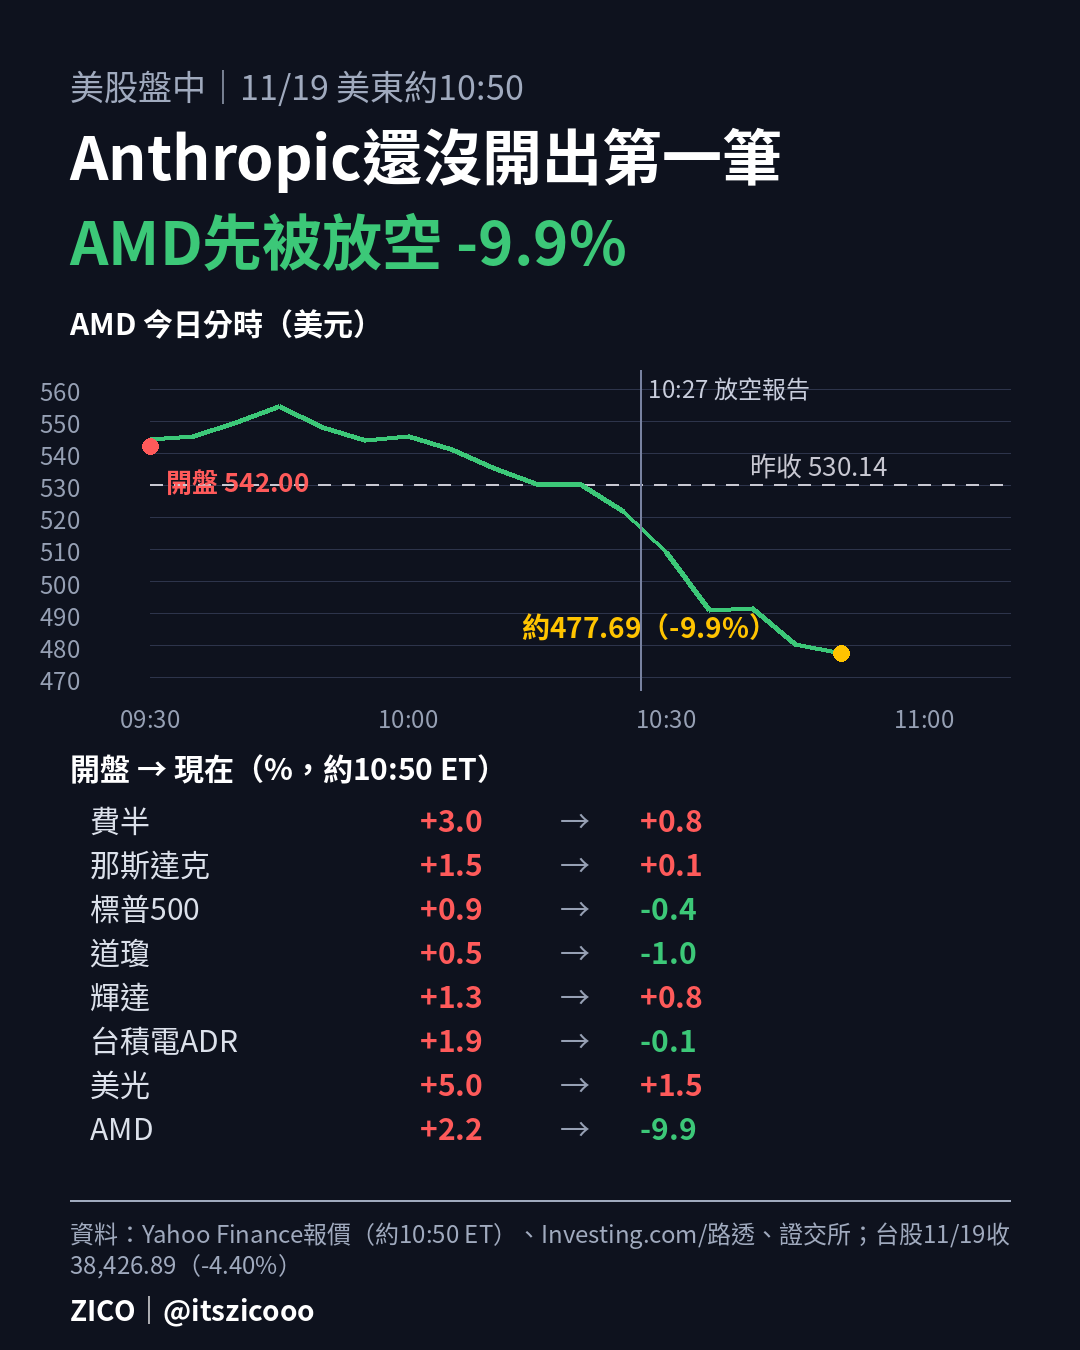 美股盤中｜11/19 美東約10:50
Anthropic還沒開出第一筆
AMD先被放空 -9.9%
AMD 今日分時（美元）
560
550
540
530
520
510
500
490
480
470
10:27 放空報告
昨收 530.14
開盤 542.00
約477.69（-9.9%）
09:30 10:00 10:30 11:00
開盤 → 現在（%，約10:50 ET）
費半 +3.0 → +0.8
那斯達克 +1.5 → +0.1
標普500 +0.9 → -0.4
道瓊 +0.5 → -1.0
輝達 +1.3 → +0.8
台積電ADR +1.9 → -0.1
美光 +5.0 → +1.5
AMD +2.2 → -9.9
資料：Yahoo Finance報價（約10:50 ET）、Investing.com/路透、證交所；台股11/19收
38,426.89（-4.40%）
ZICO｜@itszicooo